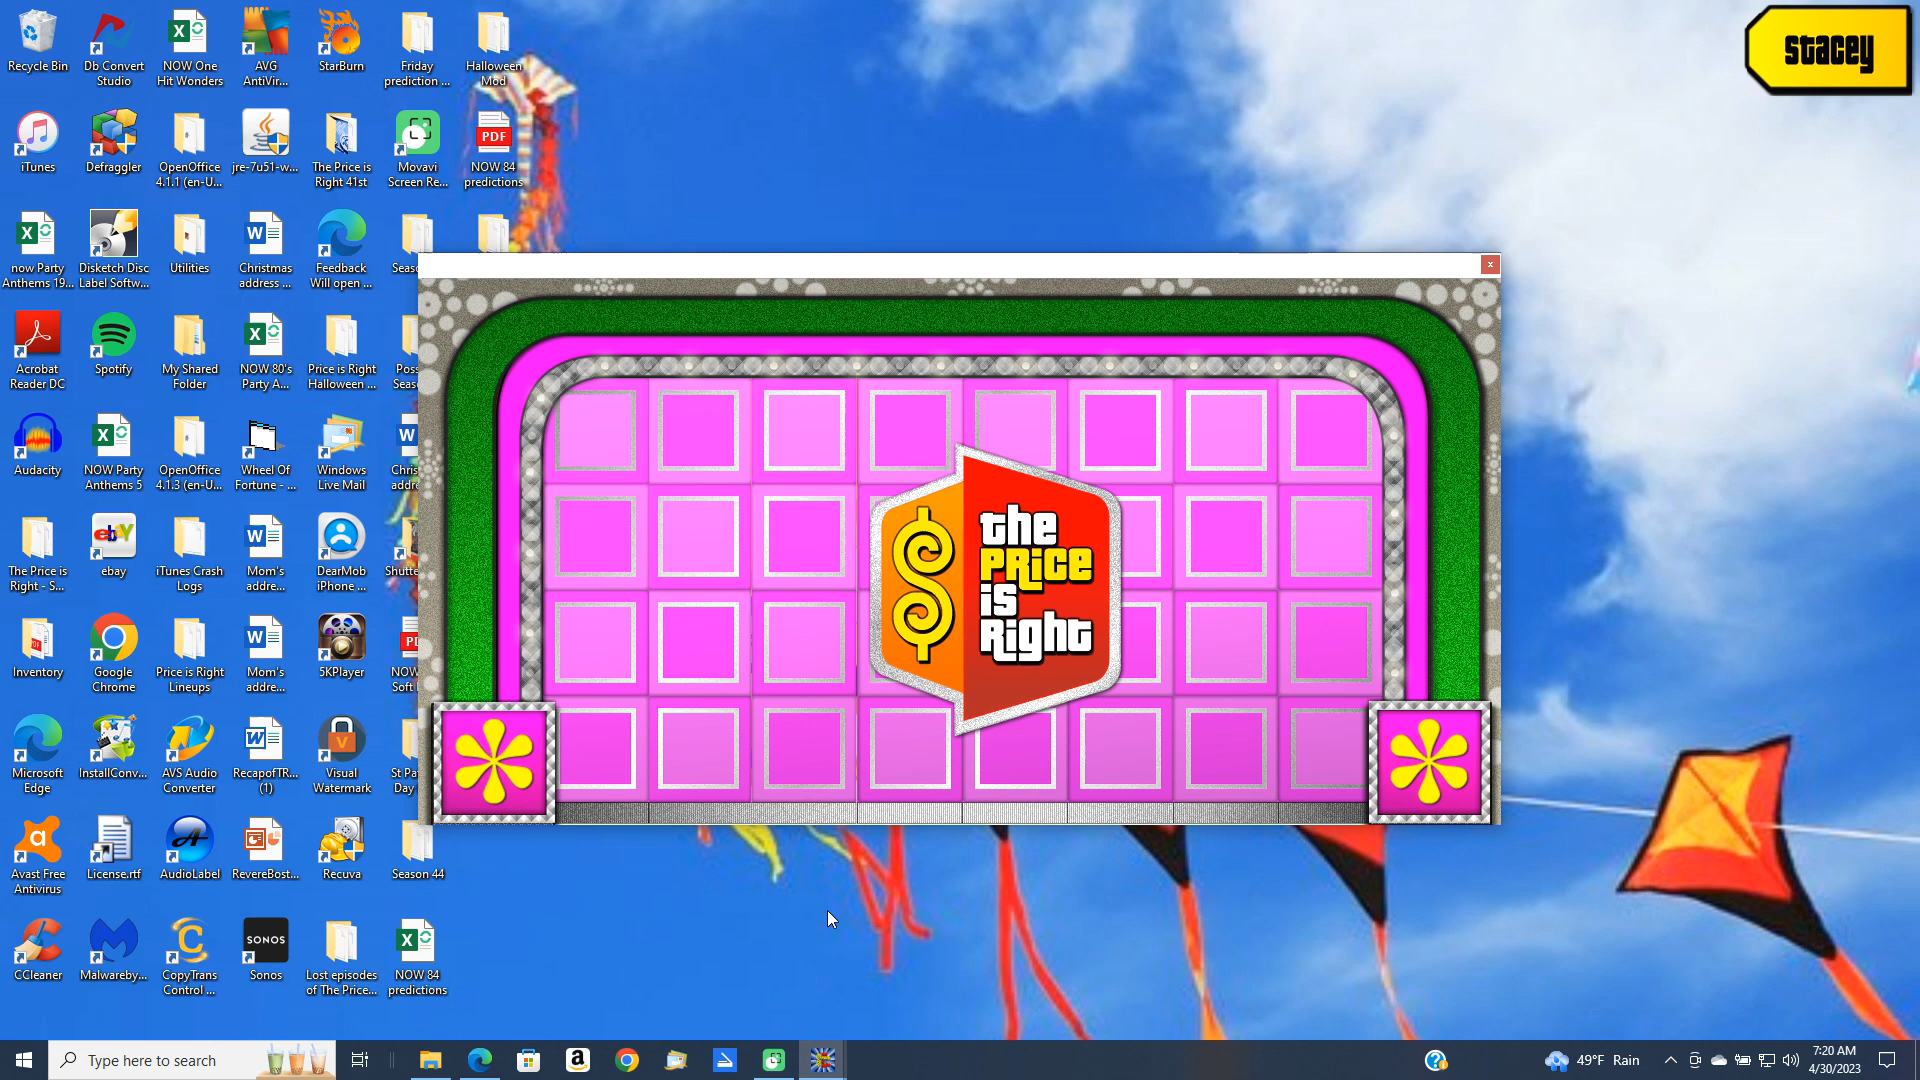 stacey
Recycle Bin
Db Convert
Studio
NOW One
Hit Wonders
AVG
AntiVir...
StarBurn
Friday
prediction ...
Halloween
Mod
iTunes
Defraggler
OpenOffice
4.1.1 (en-U...
jre-7u51-w...
The Price is
Right 41st
Movavi
Screen Re...
PDF
NOW 84
predictions
now Party
Anthems 19...
Disketch Disc
Label Softw...
Utilities
Christmas
address ...
Feedback
Will open ...
Seaso
Acrobat
Reader DC
Spotify
My Shared
Folder
NOW 80's
Party A...
Price is Right
Halloween ...
Poss
Seaso
Audacity
NOW Party
Anthems 5
OpenOffice
4.1.3 (en-U...
Wheel Of
Fortune - ...
Windows
Live Mail
Chris
addre
The Price is
Right - S...
ebay
ebay
iTunes Crash
Logs
Mom's
addre...
DearMob
iPhone ...
Shutte
the
PRice
is
Right
Inventory
Google
Chrome
Price is Right
Lineups
Mom's
addre...
5KPlayer
NOW
Soft
Microsoft
Edge
InstallConv...
AVS Audio
Converter
RecapofTR...
(1)
Visual
Watermark
St Pa
Day
Avast Free
Antivirus
License.rtf
AudioLabel
RevereBost...
Recuva
Season 44
SONOS
CCleaner
Malwareby...
CopyTrans
Control ...
Sonos
Lost episodes
of The Price...
NOW 84
predictions
Type here to search
49°F Rain
7:20 AM
4/30/2023